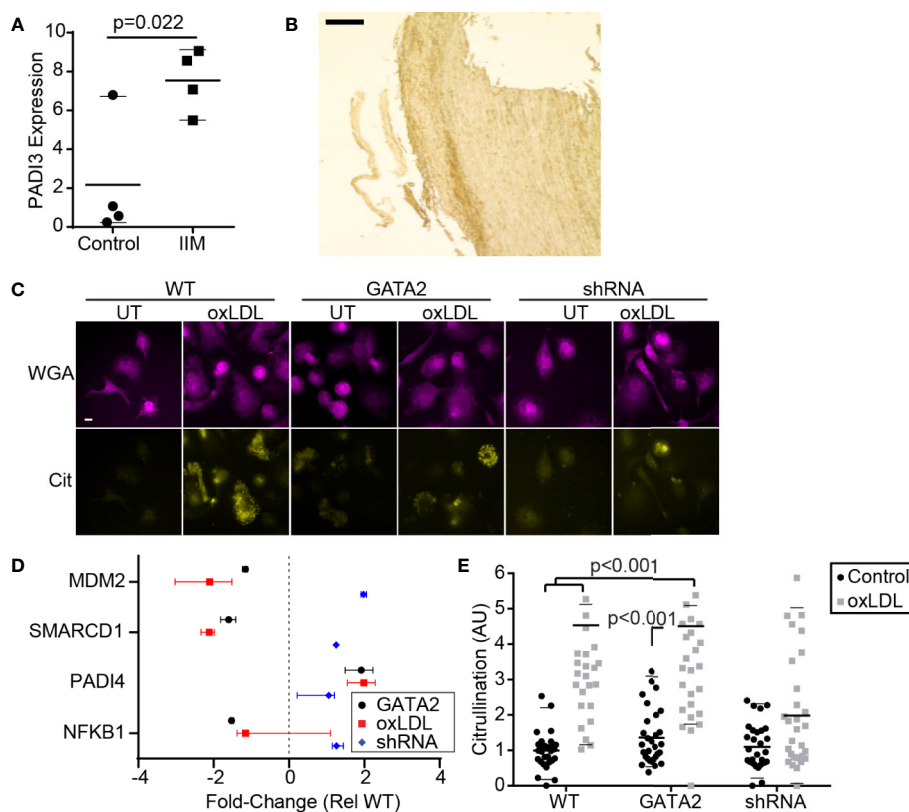 A
p=0.022
10
8
6
4
2
0
PADI3 Expression
Control
IIM
B
C
WT
GATA2
shRNA
UT
oxLDL
UT
oxLDL
UT
oxLDL
WGA
Cit
D
MDM2
SMARCD1
PADI4
NFKB1
GATA2
oxLDL
shRNA
-4
-2
0
2
4
Fold-Change (Rel WT)
E
p<0.001
p<0.001
Control
oxLDL
6
5
4
3
2
1
0
Citrullination (AU)
WT
GATA2
shRNA